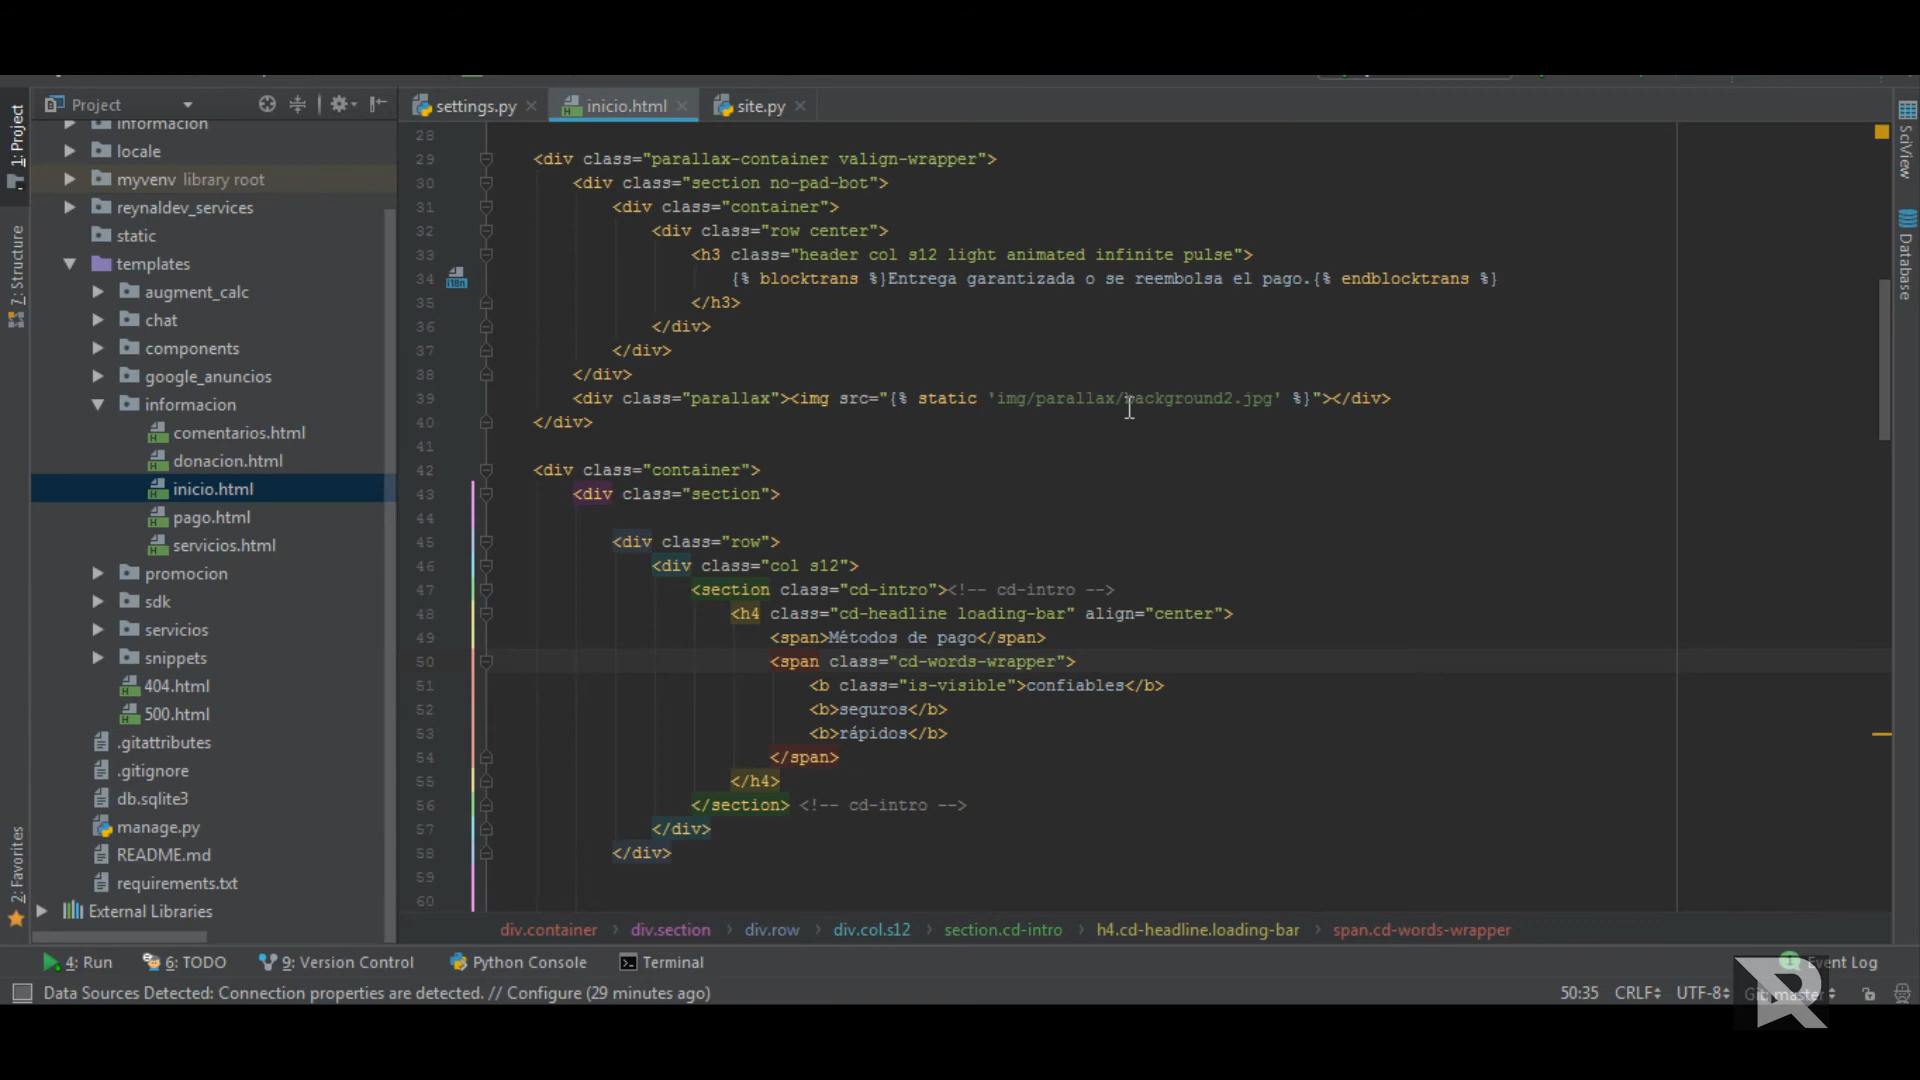 1: Project
7: Structure
2: Favorites
Project
informacion
locale
myvenv library root
reynaldev_services
static
templates
augment_calc
chat
components
google_anuncios
informacion
comentarios.html
donacion.html
inicio.html
pago.html
servicios.html
promocion
sdk
servicios
snippets
404.html
500.html
.gitattributes
.gitignore
db.sqlite3
manage.py
README.md
requirements.txt
External Libraries
settings.py
inicio.html
site.py
28
29 <div class="parallax-container valign-wrapper">
30 <div class="section no-pad-bot">
31 <div class="container">
32 <div class="row center">
33 <h3 class="header col s12 light animated infinite pulse">
34 {% blocktrans %}Entrega garantizada o se reembolsa el pago.{% endblocktrans %}
35 </h3>
36 </div>
37 </div>
38 </div>
39 <div class="parallax"><img src="{% static 'img/parallax/background2.jpg' %}"></div>
40 </div>
41
42 <div class="container">
43 <div class="section">
44
45 <div class="row">
46 <div class="col s12">
47 <section class="cd-intro"><!-- cd-intro -->
48 <h4 class="cd-headline loading-bar" align="center">
49 <span>Métodos de pago</span>
50 <span class="cd-words-wrapper">
51 <b class="is-visible">confiables</b>
52 <b>seguros</b>
53 <b>rápidos</b>
54 </span>
55 </h4>
56 </section> <!-- cd-intro -->
57 </div>
58 </div>
59
60
div.container › div.section › div.row › div.col.s12 › section.cd-intro › h4.cd-headline.loading-bar › span.cd-words-wrapper
SciView
Database
4: Run
6: TODO
9: Version Control
Python Console
Terminal
Event Log
Data Sources Detected: Connection properties are detected. // Configure (29 minutes ago)
50:35
CRLF
UTF-8
Git: master